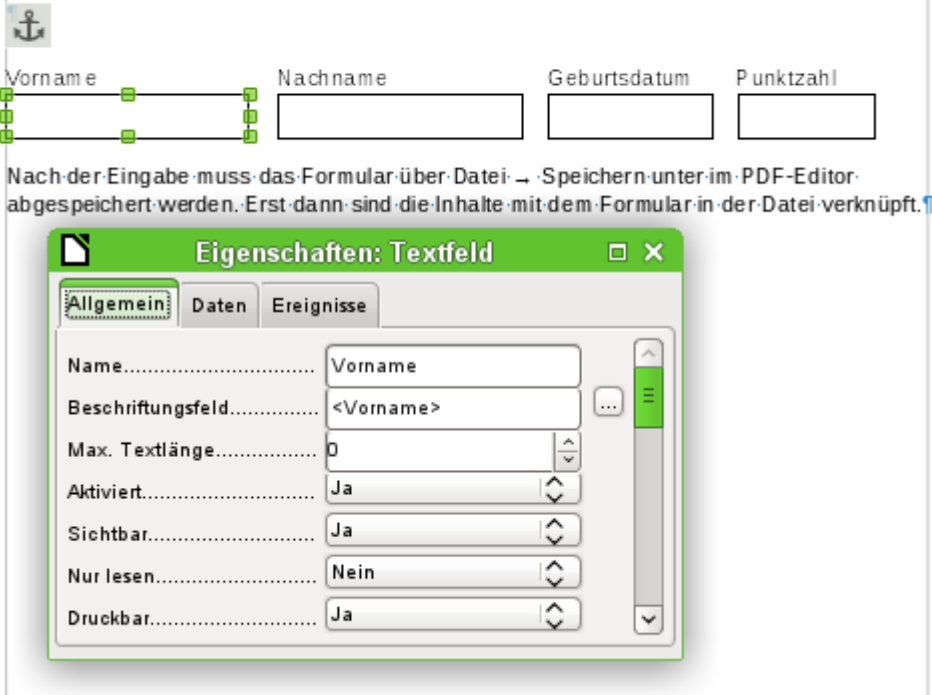 Vorname Nachname Geburtsdatum Punktzahl
Nach der Eingabe muss das Formular über Datei → Speichern unter im PDF-Editor
abgespeichert werden. Erst dann sind die Inhalte mit dem Formular in der Datei verknüpft.¶
Eigenschaften: Textfeld
Allgemein Daten Ereignisse
Name............................... Vorname
Beschriftungsfeld............... <Vorname> ...
Max. Textlänge................. 0
Aktiviert............................ Ja
Sichtbar........................... Ja
Nur lesen.......................... Nein
Druckbar........................... Ja